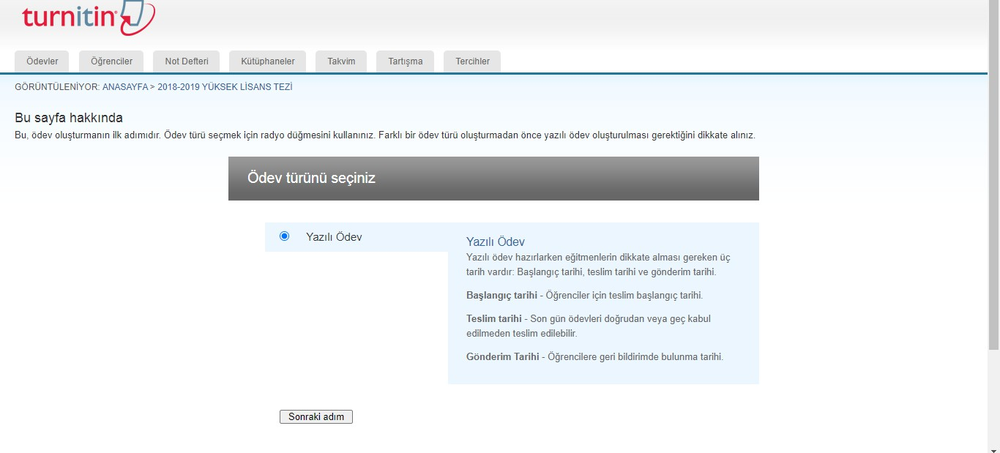 turnitin
Ödevler Öğrenciler Not Defteri Kütüphaneler Takvim Tartışma Tercihler
GÖRÜNTÜLENİYOR: ANASAYFA > 2018-2019 YÜKSEK LİSANS TEZİ
Bu sayfa hakkında
Bu, ödev oluşturmanın ilk adımıdır. Ödev türü seçmek için radyo düğmesini kullanınız. Farklı bir ödev türü oluşturmadan önce yazılı ödev oluşturulması gerektiğini dikkate alınız.
Ödev türünü seçiniz
Yazılı Ödev
Yazılı Ödev
Yazılı ödev hazırlarken eğitmenlerin dikkate alması gereken üç
tarih vardır: Başlangıç tarihi, teslim tarihi ve gönderim tarihi.
Başlangıç tarihi - Öğrenciler için teslim başlangıç tarihi.
Teslim tarihi - Son gün ödevleri doğrudan veya geç kabul
edilmeden teslim edilebilir.
Gönderim Tarihi - Öğrencilere geri bildirimde bulunma tarihi.
Sonraki adım